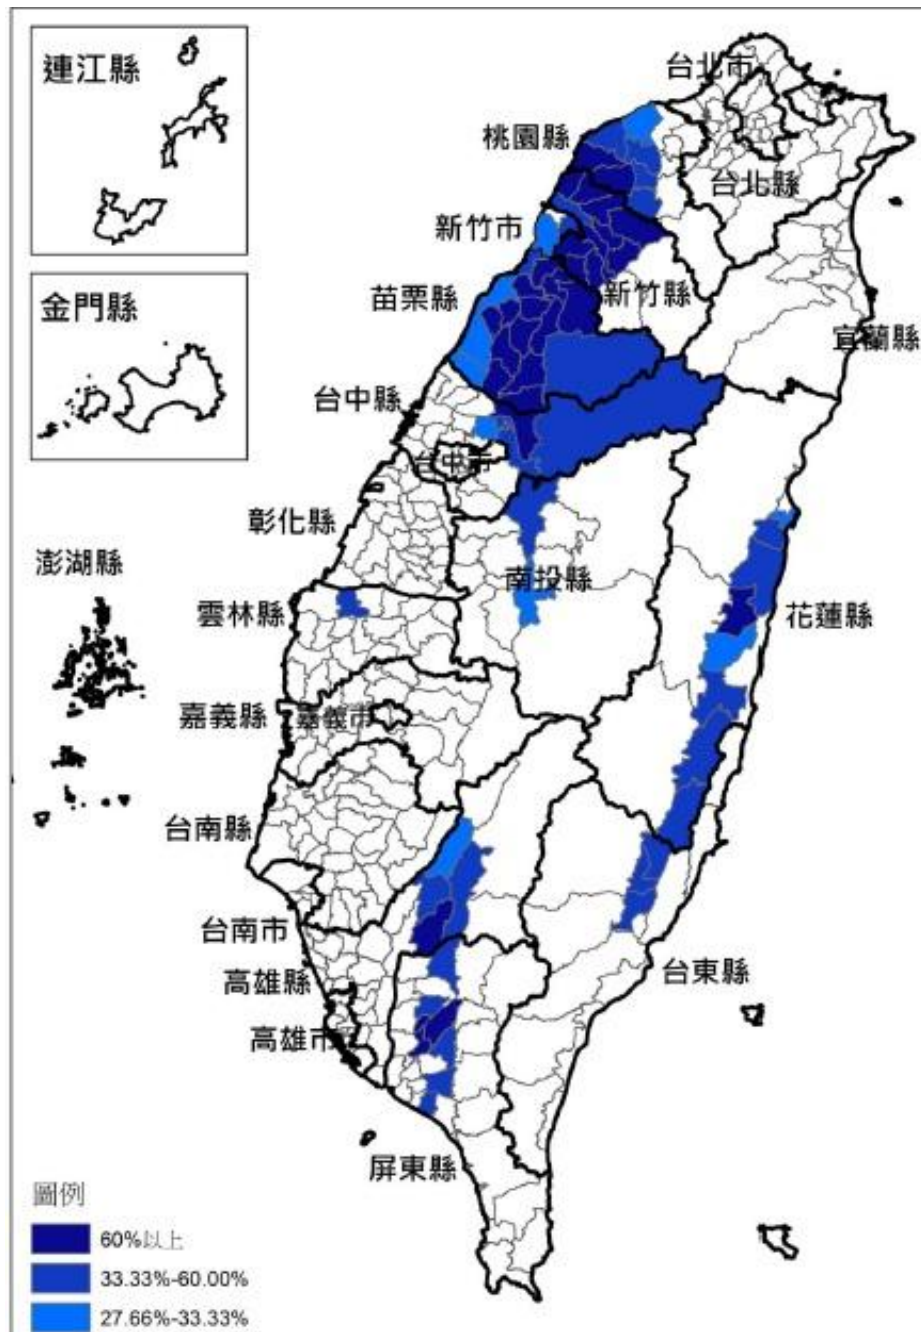 連江縣
台北市
桃園縣
台北縣
新竹市
金門縣
苗栗縣
新竹縣
宜蘭縣
台中縣
台中市
彰化縣
澎湖縣
南投縣
雲林縣
花蓮縣
嘉義縣
嘉義市
台南縣
台南市
台東縣
高雄縣
高雄市
屏東縣
圖例
60%以上
33.33%-60.00%
27.66%-33.33%